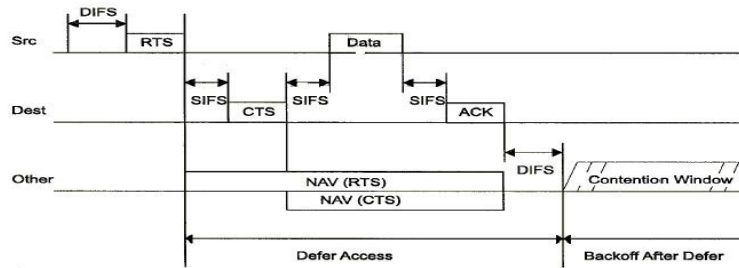 DIFS
Src
RTS
Data
SIFS
SIFS
SIFS
Dest
CTS
ACK
DIFS
Other
NAV (RTS)
Contention Window
NAV (CTS)
Defer Access
Backoff After Defer